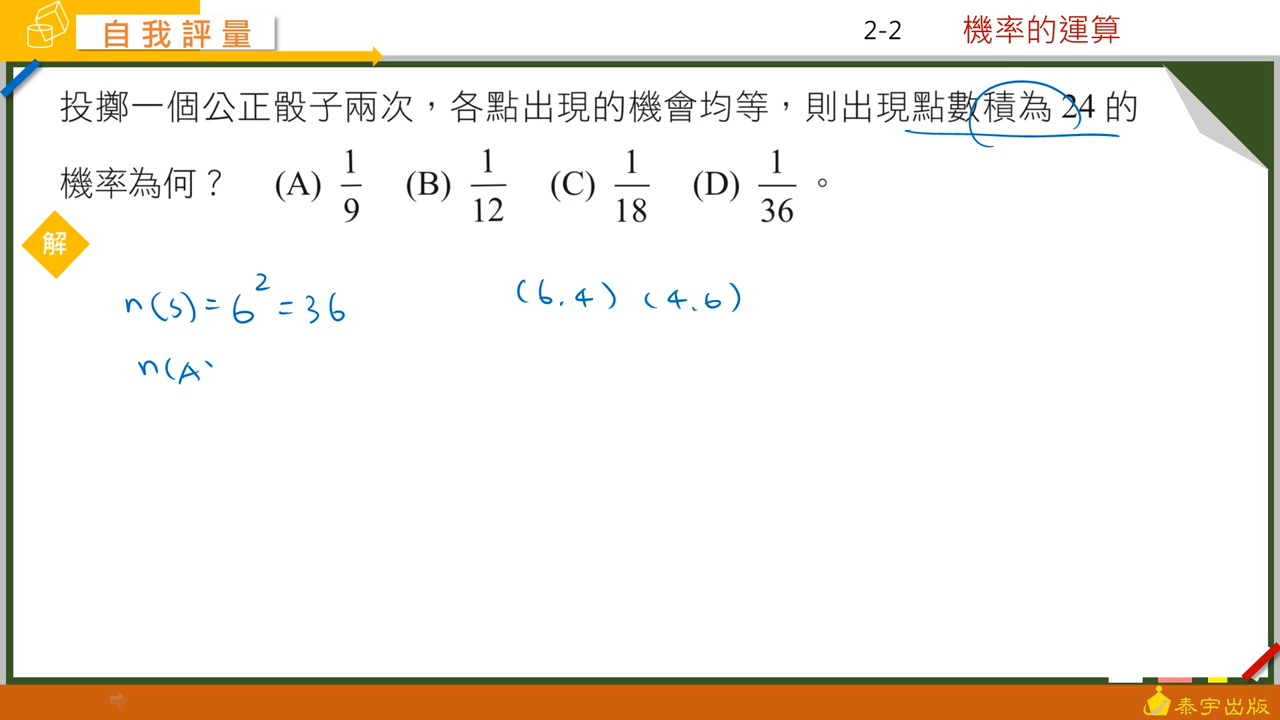 自我評量
2-2 機率的運算
投擲一個公正骰子兩次，各點出現的機會均等，則出現點數積為 24 的
機率為何？ (A) 1/9 (B) 1/12 (C) 1/18 (D) 1/36 。
解
n(S) = 6² = 36 (6.4) (4.6)
n(A)
泰宇出版